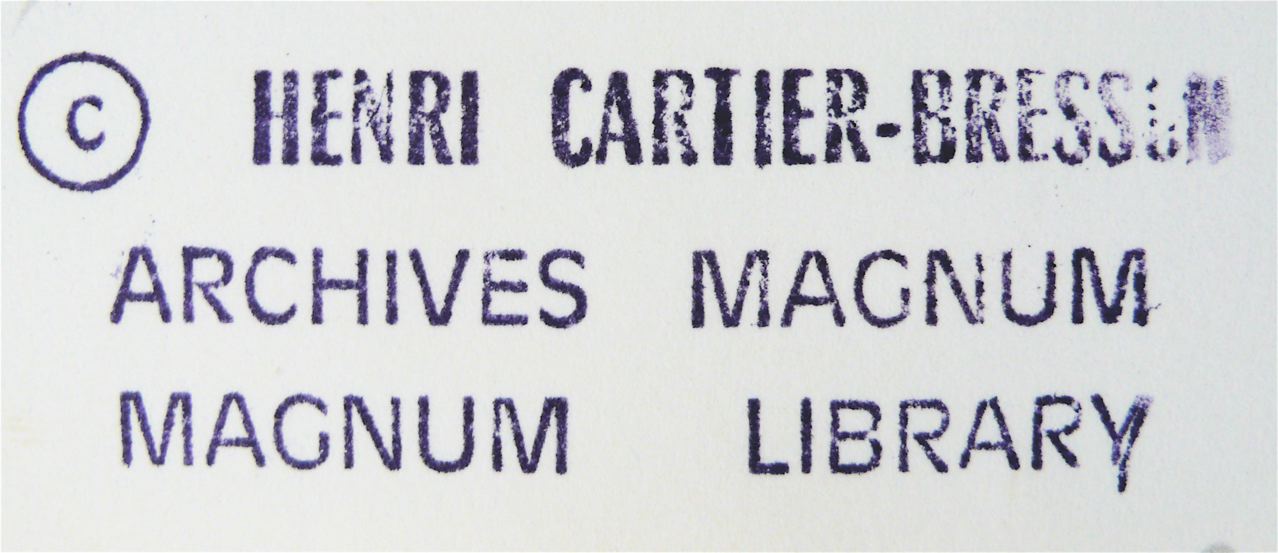 © HENRI CARTIER-BRESSON
ARCHIVES MAGNUM
MAGNUM LIBRARY